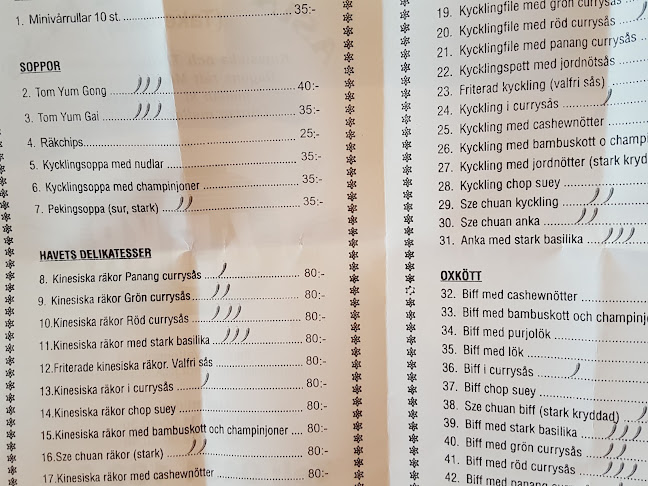 1. Minivårrullar 10 st. 35:-
SOPPOR
2. Tom Yum Gong 40:-
3. Tom Yum Gai 35:-
4. Räkchips 25:-
5. Kycklingsoppa med nudlar 35:-
6. Kycklingsoppa med champinjoner 35:-
7. Pekingsoppa (sur, stark) 35:-
HAVETS DELIKATESSER
8. Kinesiska räkor Panang currysås 80:-
9. Kinesiska räkor Grön currysås 80:-
10. Kinesiska räkor Röd currysås 80:-
11. Kinesiska räkor med stark basilika 80:-
12. Friterade kinesiska räkor. Valfri sås 80:-
13. Kinesiska räkor i currysås 80:-
14. Kinesiska räkor chop suey 80:-
15. Kinesiska räkor med bambuskott och champinjoner 80:-
16. Sze chuan räkor (stark) 80:-
17. Kinesiska räkor med cashewnötter 80:-
19. Kycklingfile med grön currysås
20. Kycklingfile med röd currysås
21. Kycklingfile med panang currysås
22. Kycklingspett med jordnötsås
23. Friterad kyckling (valfri sås)
24. Kyckling i currysås
25. Kyckling med cashewnötter
26. Kyckling med bambuskott o champi
27. Kyckling med jordnötter (stark kryd
28. Kyckling chop suey
29. Sze chuan kyckling
30. Sze chuan anka
31. Anka med stark basilika
OXKÖTT
32. Biff med cashewnötter
33. Biff med bambuskott och champinj
34. Biff med purjolök
35. Biff med lök
36. Biff i currysås
37. Biff chop suey
38. Sze chuan biff (stark kryddad)
39. Biff med stark basilika
40. Biff med grön currysås
41. Biff med röd currysås
42. Biff med panang